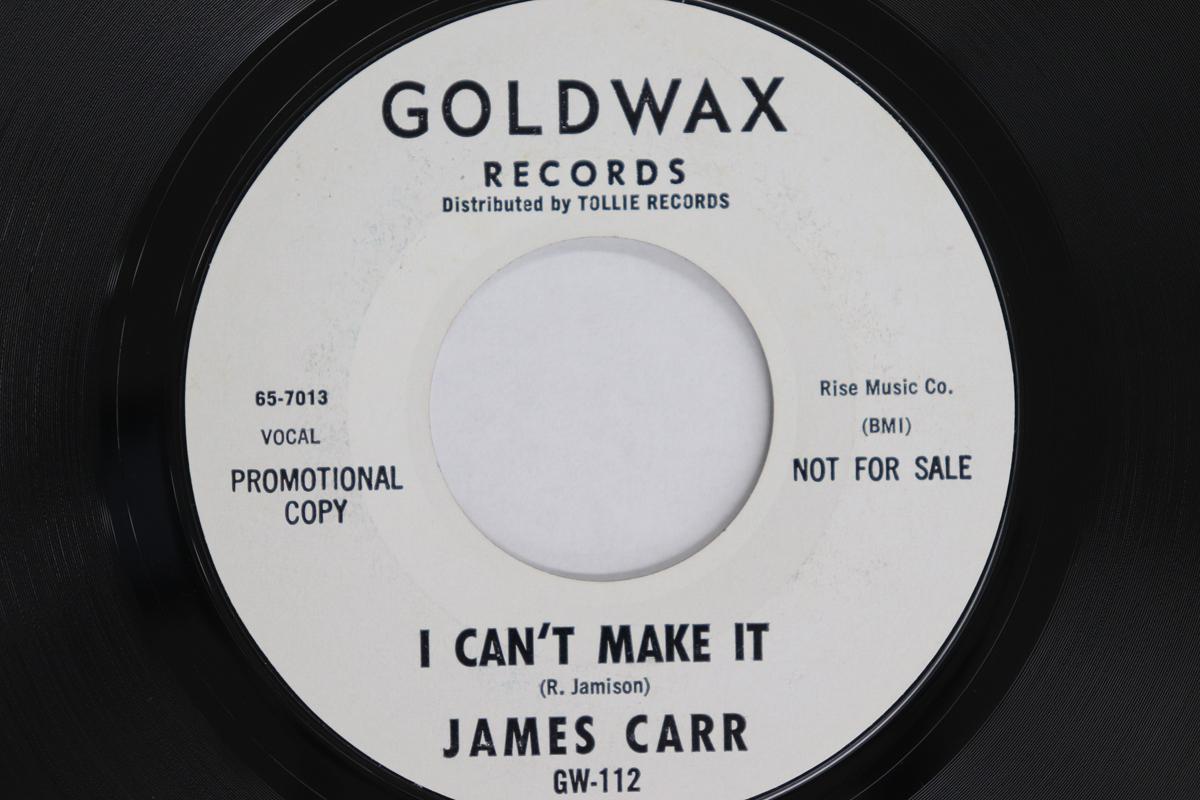 GOLDWAX
RECORDS
Distributed by TOLLIE RECORDS
65-7013
VOCAL
PROMOTIONAL
COPY
Rise Music Co.
(BMI)
NOT FOR SALE
I CAN'T MAKE IT
(R. Jamison)
JAMES CARR
GW-112